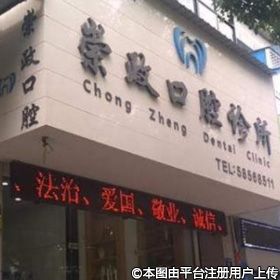 崇政口腔
崇政口腔诊所
Chong Zheng Dental Clinic
TEL:56566511
、法治、爱国、敬业、诚信、
©本图由平台注册用户上传